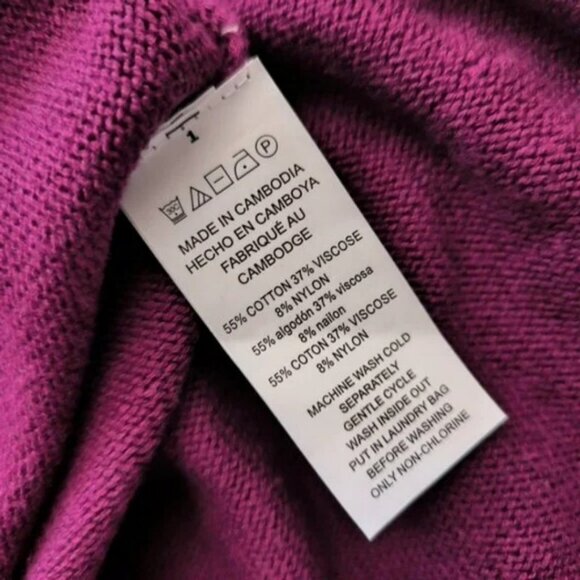 1
30C P
MADE IN CAMBODIA
HECHO EN CAMBOYA
FABRIQUÉ AU
CAMBODGE
55% COTTON 37% VISCOSE
8% NYLON
55% algodón 37% viscosa
8% nailon
55% COTON 37% VISCOSE
8% NYLON
MACHINE WASH COLD
SEPARATELY
GENTLE CYCLE
WASH INSIDE OUT
PUT IN LAUNDRY BAG
BEFORE WASHING
ONLY NON-CHLORINE